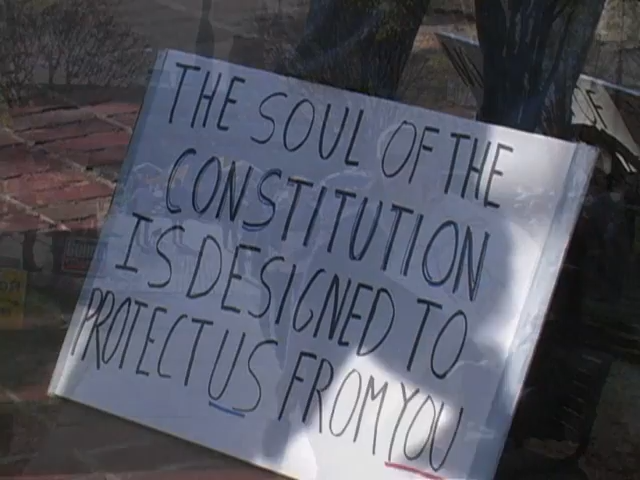 THE SOUL OF THE
CONSTITUTION
IS DESIGNED TO
PROTECT US FROM YOU